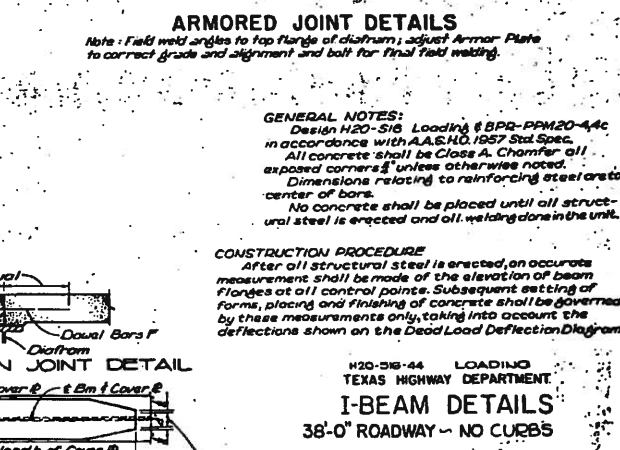 ARMORED JOINT DETAILS
Note: Field weld angles to top flange of diafram; adjust Armor Plate
to correct grade and alignment and bolt for final field welding.
GENERAL NOTES:
Design H20-S16 Loading & BPR-PPM20-4,4c
in accordance with A.A.S.H.O. 1957 Std. Spec.
All concrete shall be Class A. Chamfer all
exposed corners unless otherwise noted.
Dimensions relating to reinforcing steel are to
center of bars.
No concrete shall be placed until all struct-
ural steel is erected and all welding done in the unit.
CONSTRUCTION PROCEDURE
After all structural steel is erected, an accurate
measurement shall be made of the elevation of beam
flanges at all control points. Subsequent setting of
forms, placing and finishing of concrete shall be governed
by these measurements only, taking into account the
deflections shown on the Dead Load Deflection Diagram
Dowel Bars F
Diafram
N JOINT DETAIL
over ℞ ℄ Bm & Cover ℞
H20-S16-44 LOADING
TEXAS HIGHWAY DEPARTMENT
I-BEAM DETAILS
38'-0" ROADWAY ~ NO CURBS